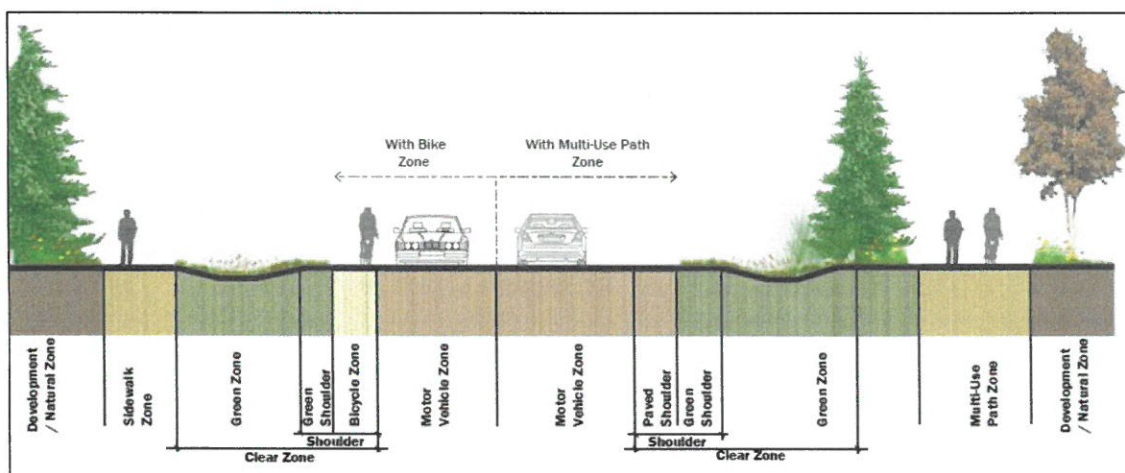 With Bike
Zone
With Multi-Use Path
Zone
Development
/ Natural Zone
Sidewalk
Zone
Green Zone
Green
Shoulder
Bicycle Zone
Motor
Vehicle Zone
Motor
Vehicle Zone
Paved
Shoulder
Green
Shoulder
Green Zone
Multi-Use
Path Zone
Development
/ Natural Zone
Shoulder
Clear Zone
Shoulder
Clear Zone